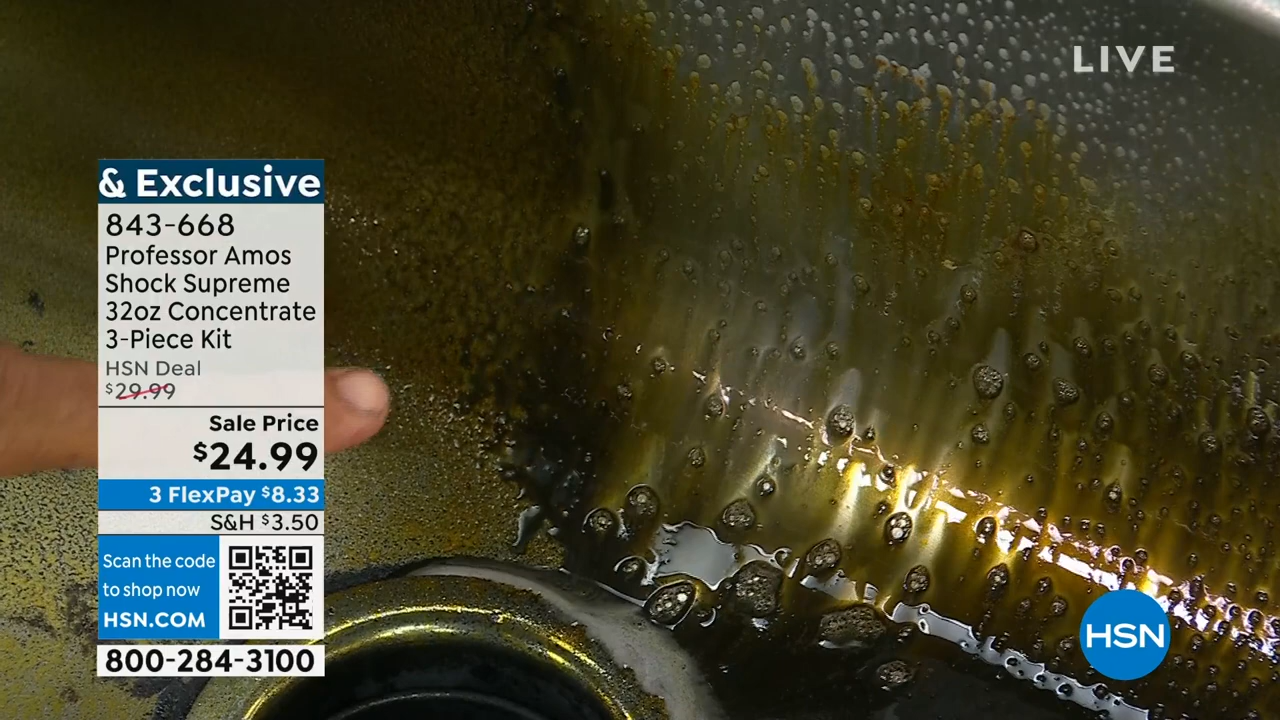 LIVE
& Exclusive
843-668
Professor Amos
Shock Supreme
32oz Concentrate
3-Piece Kit
HSN Deal
$29.99
Sale Price
$24.99
3 FlexPay $8.33
S&H $3.50
Scan the code
to shop now
HSN.COM
800-284-3100
HSN